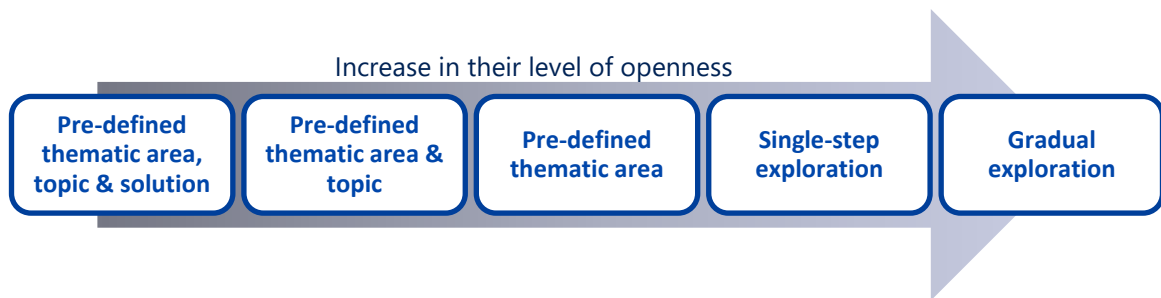 Increase in their level of openness
Pre-defined
thematic area,
topic & solution
Pre-defined
thematic area &
topic
Pre-defined
thematic area
Single-step
exploration
Gradual
exploration